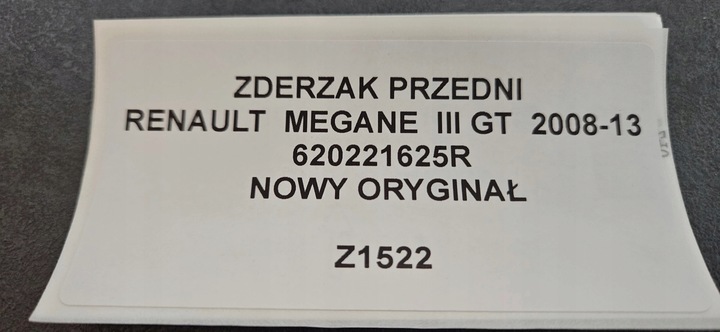 ZDERZAK PRZEDNI
RENAULT MEGANE III GT 2008-13
620221625R
NOWY ORYGINAŁ
Z1522